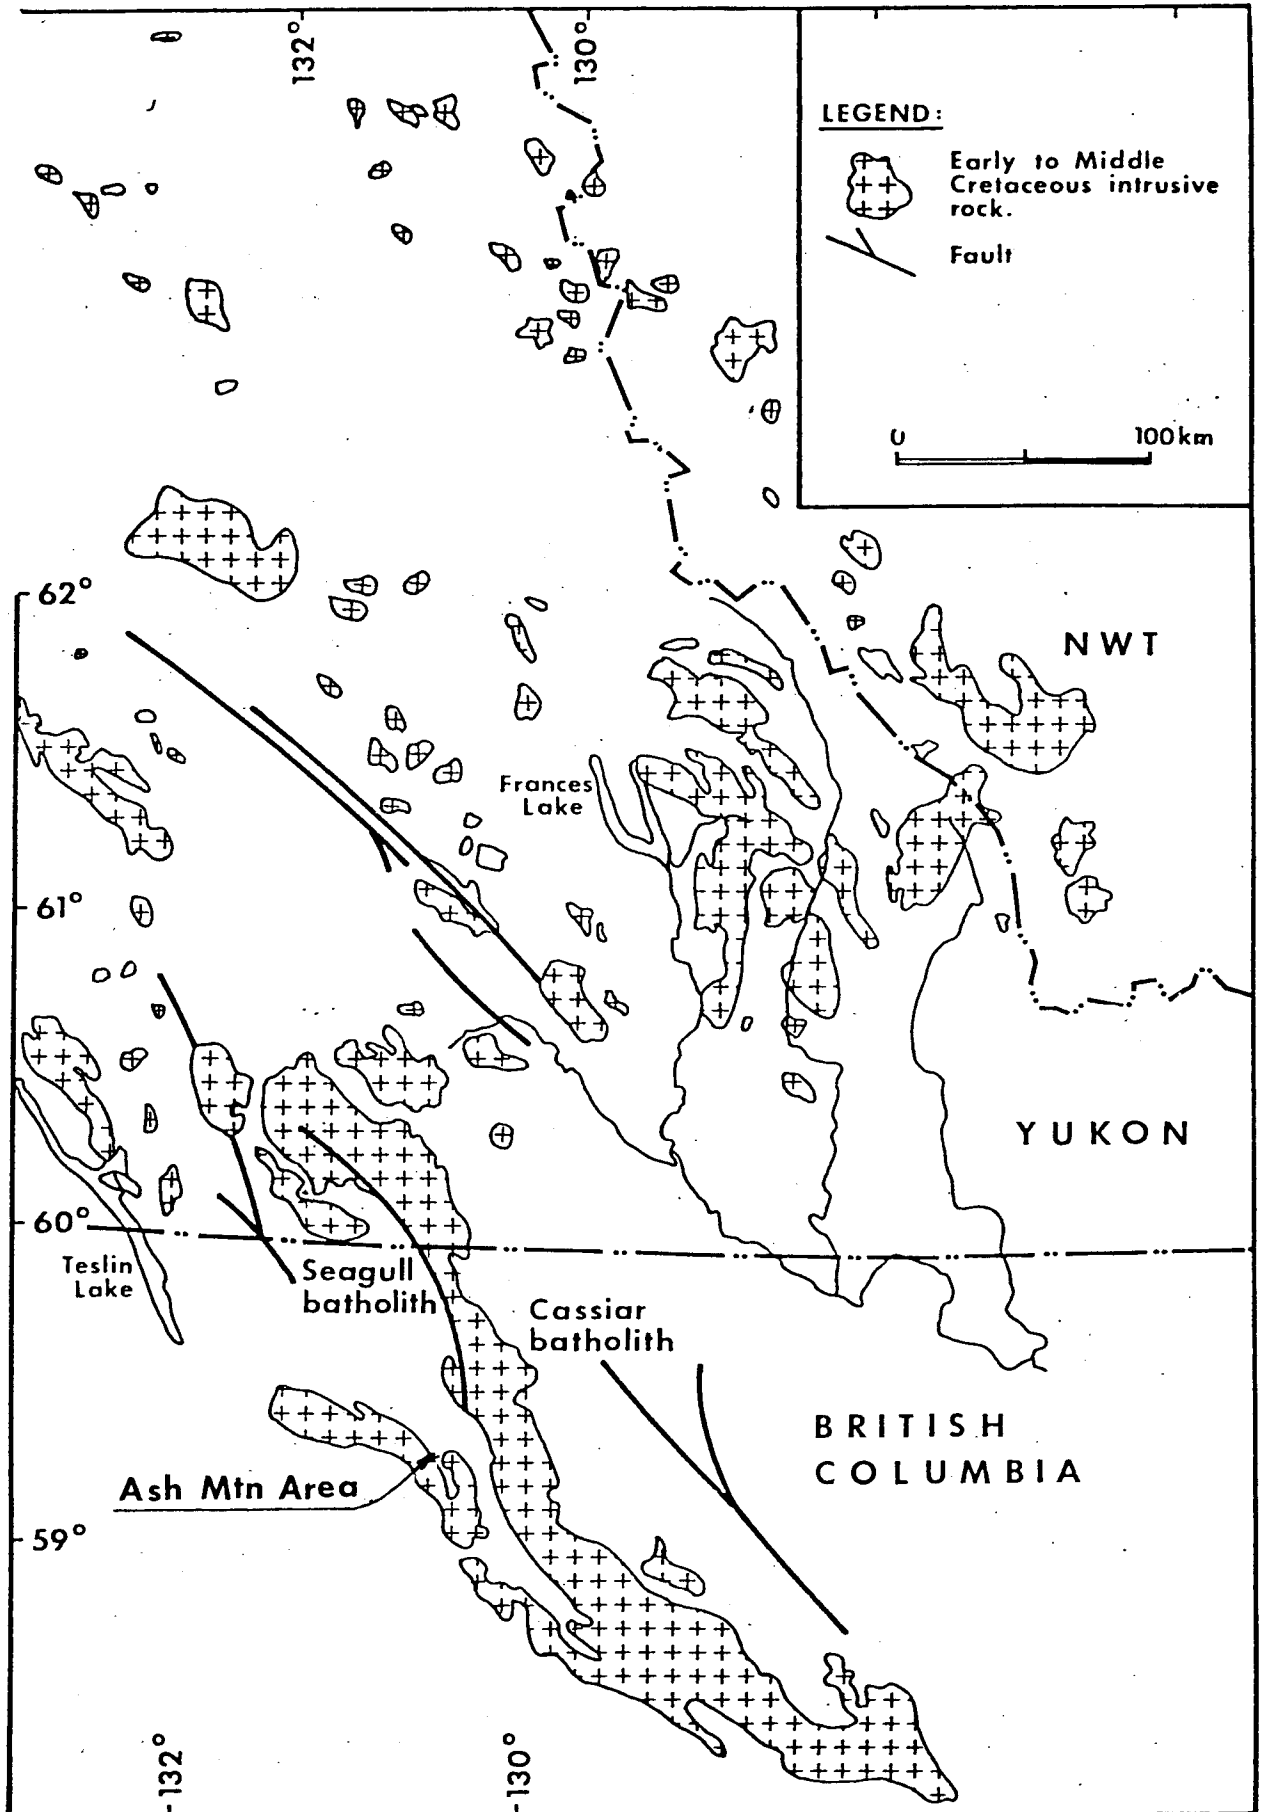 132°
130°
LEGEND:
Early to Middle
Cretaceous intrusive
rock.
Fault
0
100km
62°
NWT
Frances
Lake
61°
YUKON
60°
Teslin
Lake
Seagull
batholith
Cassiar
batholith
BRITISH
COLUMBIA
Ash Mtn Area
59°
132°
130°